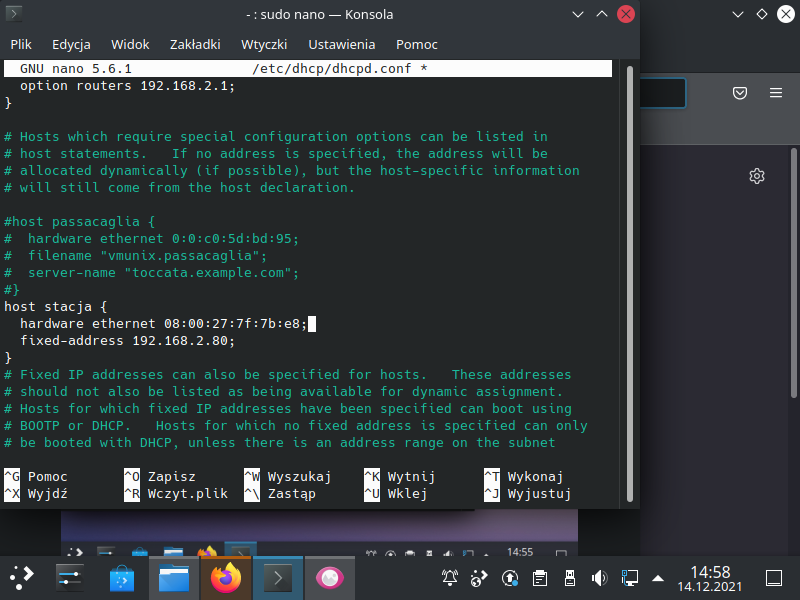 - : sudo nano — Konsola
Plik Edycja Widok Zakładki Wtyczki Ustawienia Pomoc
GNU nano 5.6.1 /etc/dhcp/dhcpd.conf *
option routers 192.168.2.1;
}
# Hosts which require special configuration options can be listed in
# host statements.   If no address is specified, the address will be
# allocated dynamically (if possible), but the host-specific information
# will still come from the host declaration.
#host passacaglia {
#  hardware ethernet 0:0:c0:5d:bd:95;
#  filename "vmunix.passacaglia";
#  server-name "toccata.example.com";
#}
host stacja {
  hardware ethernet 08:00:27:7f:7b:e8;
  fixed-address 192.168.2.80;
}
# Fixed IP addresses can also be specified for hosts.   These addresses
# should not also be listed as being available for dynamic assignment.
# Hosts for which fixed IP addresses have been specified can boot using
# BOOTP or DHCP.   Hosts for which no fixed address is specified can only
# be booted with DHCP, unless there is an address range on the subnet
^G Pomoc ^O Zapisz ^W Wyszukaj ^K Wytnij ^T Wykonaj
^X Wyjdź ^R Wczyt.plik ^\ Zastąp ^U Wklej ^J Wyjustuj
14:55
14:58
14.12.2021